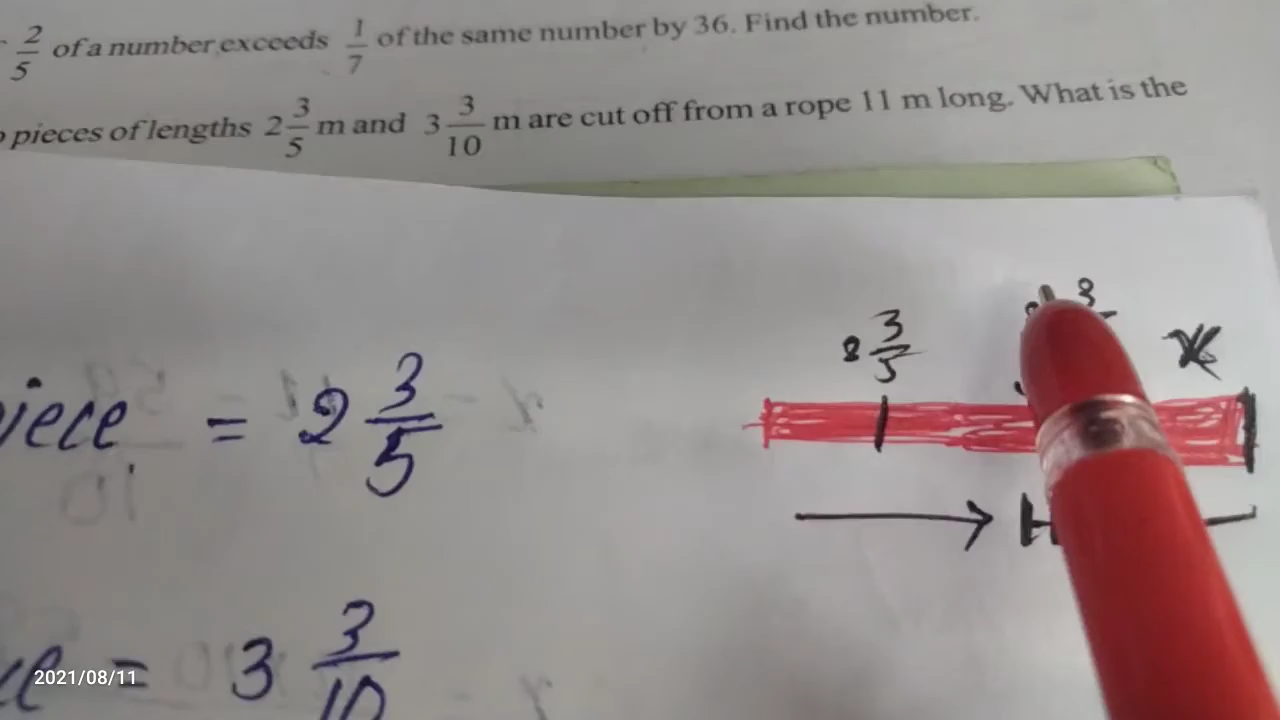 2/5 of a number exceeds 1/7 of the same number by 36. Find the number.
pieces of lengths 2 3/5 m and 3 3/10 m are cut off from a rope 11 m long. What is the
2 3/5 3 x
iece = 2 3/5
= 3 3/10
2021/08/11